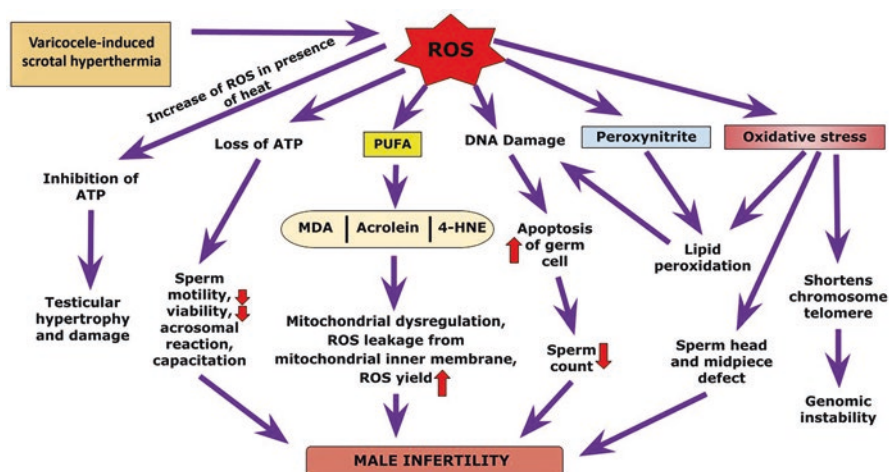 Varicocele-induced
scrotal hyperthermia
ROS
Increase of ROS in presence
of heat
Inhibition of
ATP
Loss of ATP
PUFA
DNA Damage
Peroxynitrite
Oxidative stress
MDA | Acrolein | 4-HNE
Apoptosis
of germ
cell
Lipid
peroxidation
Shortens
chromosome
telomere
Testicular
hypertrophy
and damage
Sperm
motility,
viability,
acrosomal
reaction,
capacitation
Mitochondrial dysregulation,
ROS leakage from
mitochondrial inner membrane,
ROS yield
Sperm
count
Sperm head
and midpiece
defect
Genomic
instability
MALE INFERTILITY